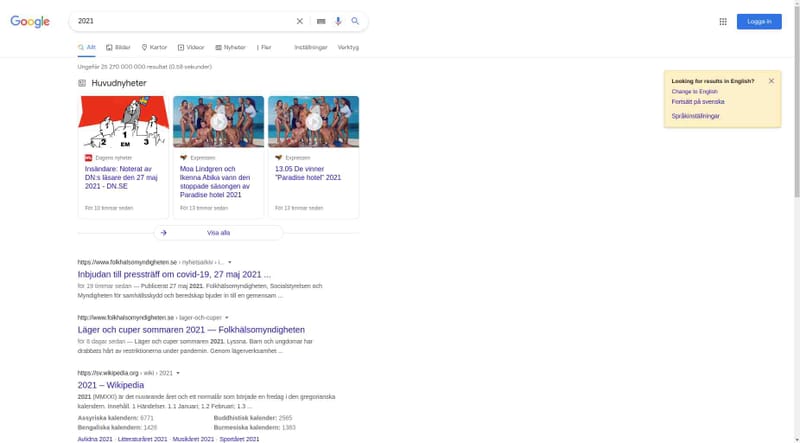 Google
2021
Logga in
Allt
Bilder
Kartor
Videor
Nyheter
Fler
Inställningar
Verktyg
Ungefär 25 270 000 000 resultat (0,58 sekunder)
Looking for results in English?
Change to English
Fortsätt på svenska
Språkinställningar
Huvudnyheter
2 1 3
EM
Dagens nyheter
Insändare: Noterat av
DN:s läsare den 27 maj
2021 - DN.SE
För 10 timmar sedan
Expressen
Moa Lindgren och
Ikenna Abika vann den
stoppade säsongen av
Paradise hotel 2021
För 13 timmar sedan
Expressen
13.05 De vinner
"Paradise hotel" 2021
För 13 timmar sedan
Visa alla
https://www.folkhalsomyndigheten.se › nyhetsarkiv › i...
Inbjudan till pressträff om covid-19, 27 maj 2021 ...
för 19 timmar sedan — Publicerat 27 maj 2021. Folkhälsomyndigheten, Socialstyrelsen och
Myndigheten för samhällsskydd och beredskap bjuder in till en gemensam ...
http://www.folkhalsomyndigheten.se › lager-och-cuper
Läger och cuper sommaren 2021 — Folkhälsomyndigheten
för 6 dagar sedan — Läger och cuper sommaren 2021. Lyssna. Barn och ungdomar har
drabbats hårt av restriktionerna under pandemin. Genom lägerverksamhet ...
https://sv.wikipedia.org › wiki › 2021
2021 – Wikipedia
2021 (MMXXI) är det nuvarande året och ett normalår som började en fredag i den gregorianska
kalendern. Innehåll. 1 Händelser. 1.1 Januari; 1.2 Februari; 1.3 ...
Assyriska kalendern: 6771
Buddhistisk kalender: 2565
Bengaliska kalendern: 1428
Burmesiska kalender: 1383
Avlidna 2021 · Litteraturåret 2021 · Musikåret 2021 · Sportåret 2021